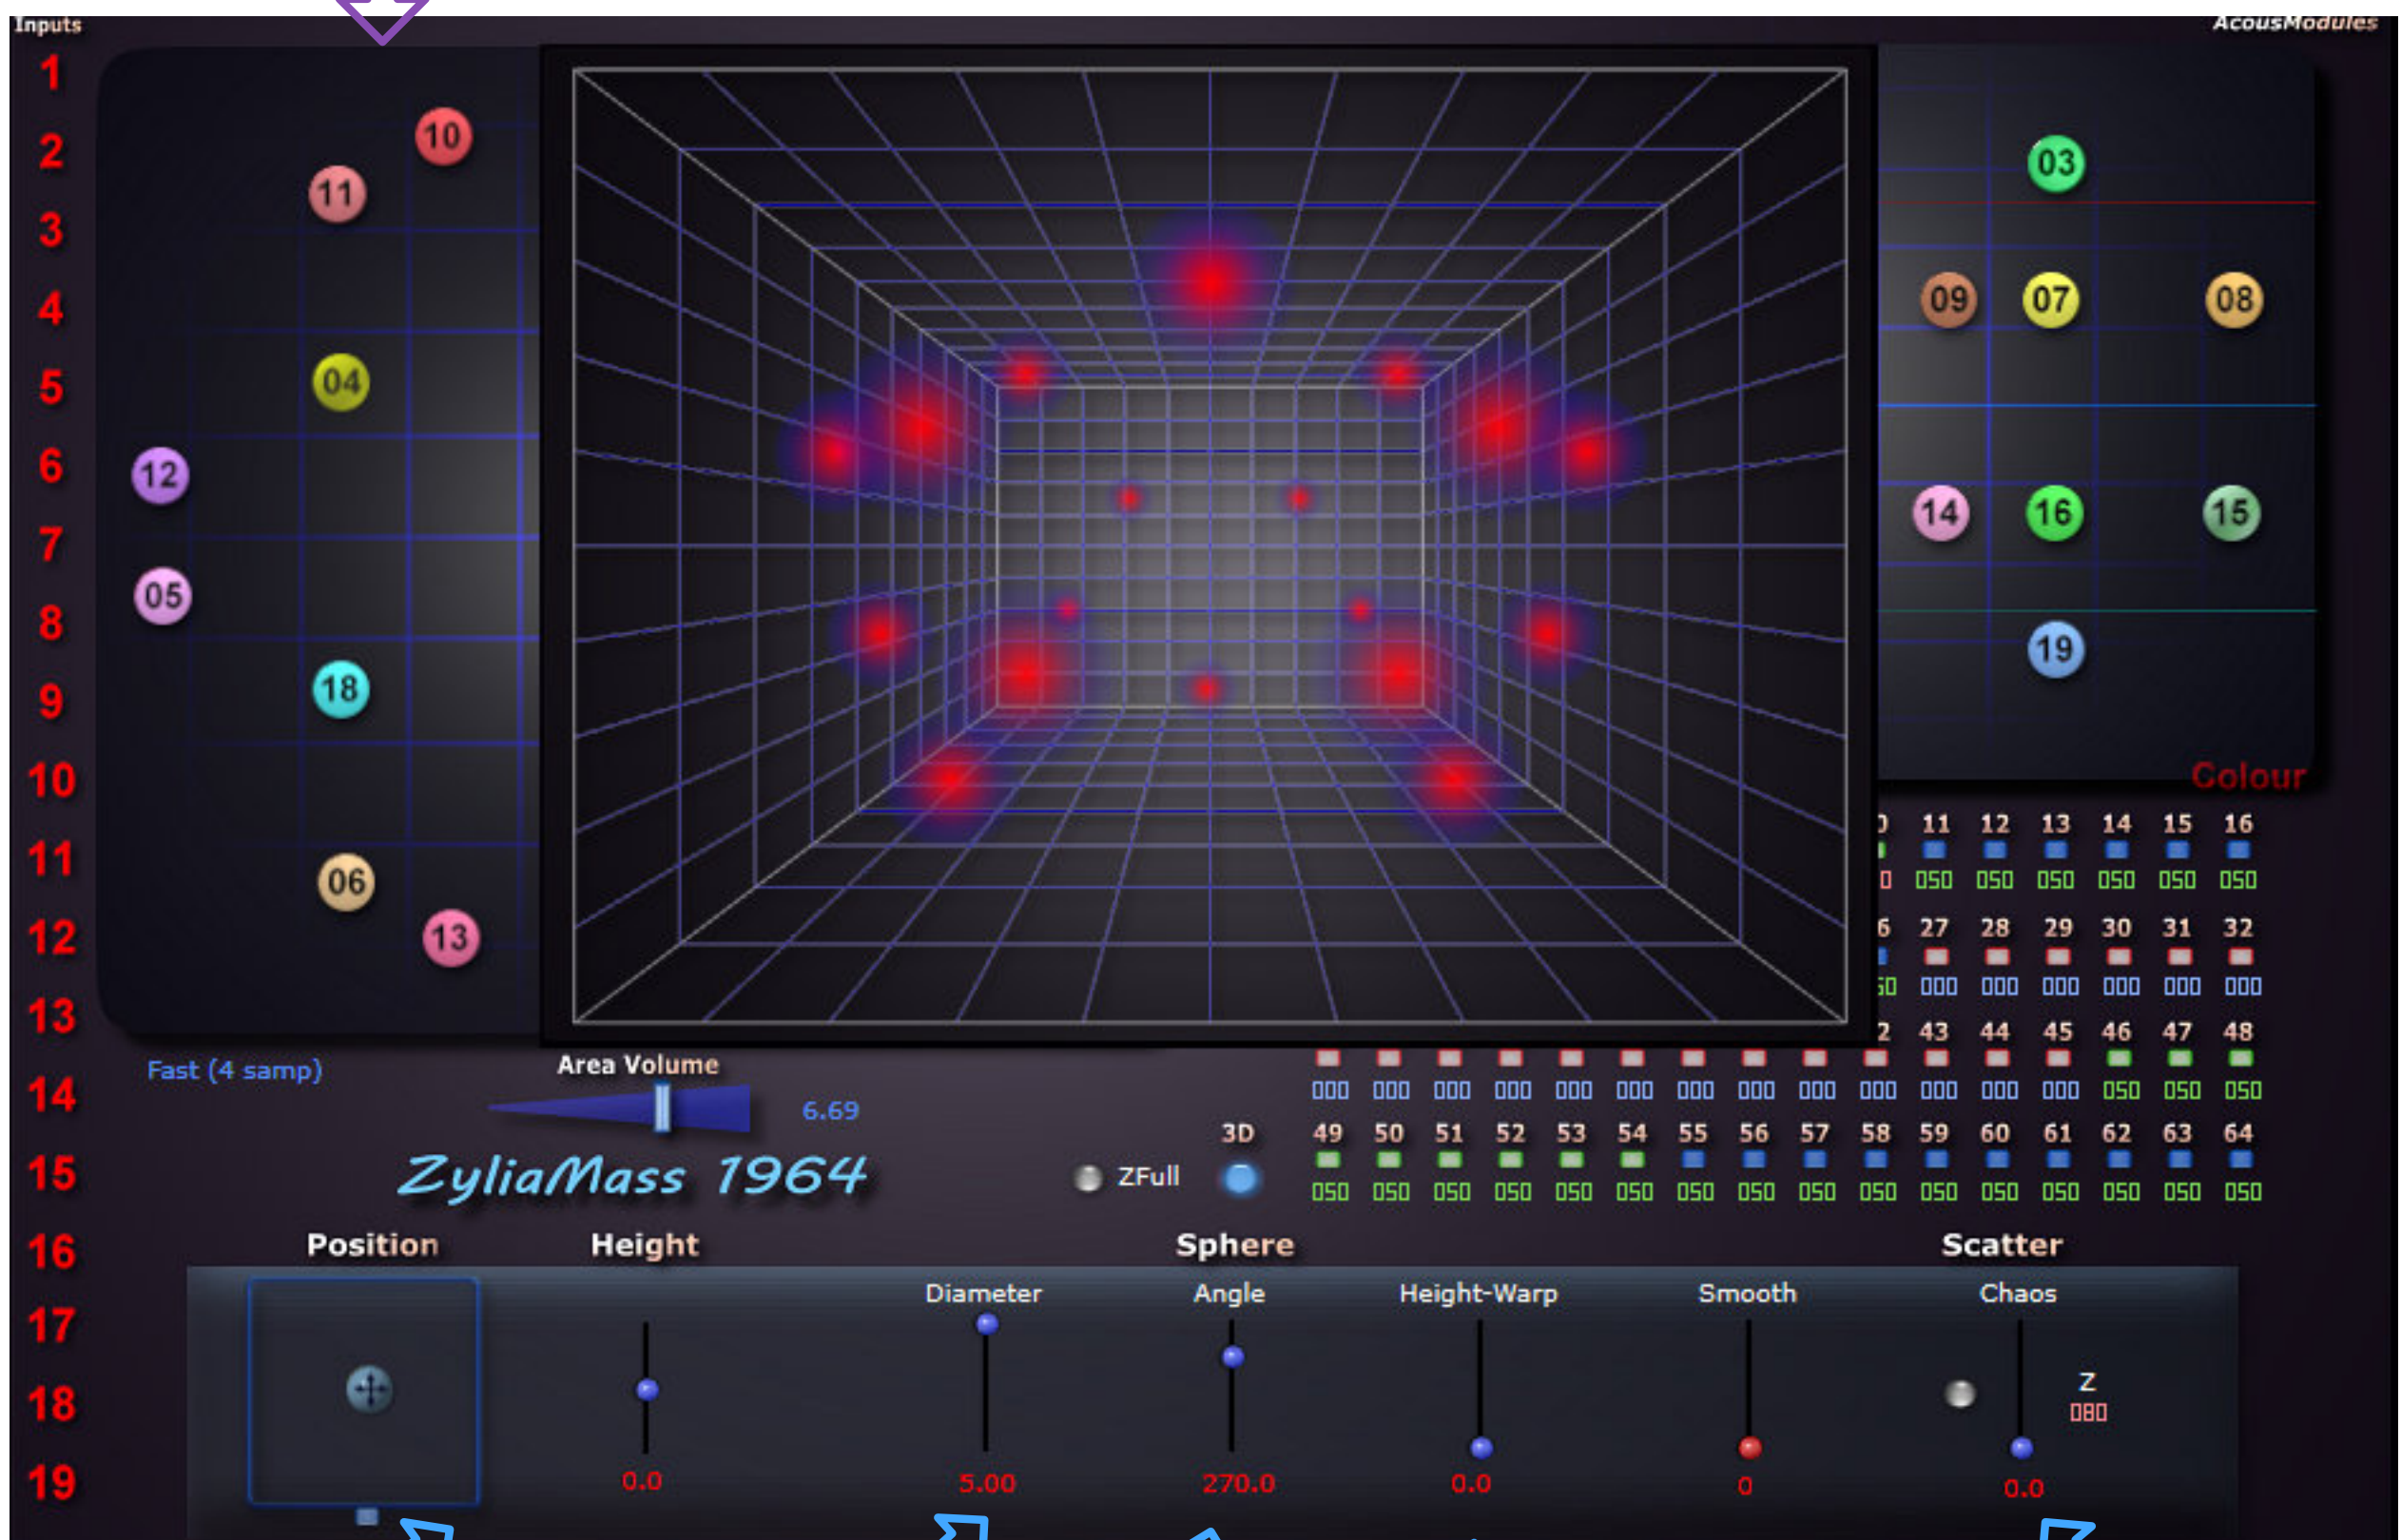 Inputs
AcousModules
1
2
3
4
5
6
7
8
9
10
11
12
13
14
15
16
17
18
19
10
11
04
12
05
18
06
13
03
09 07 08
14 16 15
19
Colour
11 12 13 14 15 16
050 050 050 050 050 050
27 28 29 30 31 32
000 000 000 000 000 000
43 44 45 46 47 48
000 000 000 000 000 000 000 000 000 000 000 000 000 050 050 050
Fast (4 samp)
Area Volume
6.69
3D 49 50 51 52 53 54 55 56 57 58 59 60 61 62 63 64
ZyliaMass 1964
ZFull
050 050 050 050 050 050 050 050 050 050 050 050 050 050 050 050
Position Height Sphere Scatter
Diameter Angle Height-Warp Smooth Chaos
Z
080
0.0 5.00 270.0 0.0 0 0.0